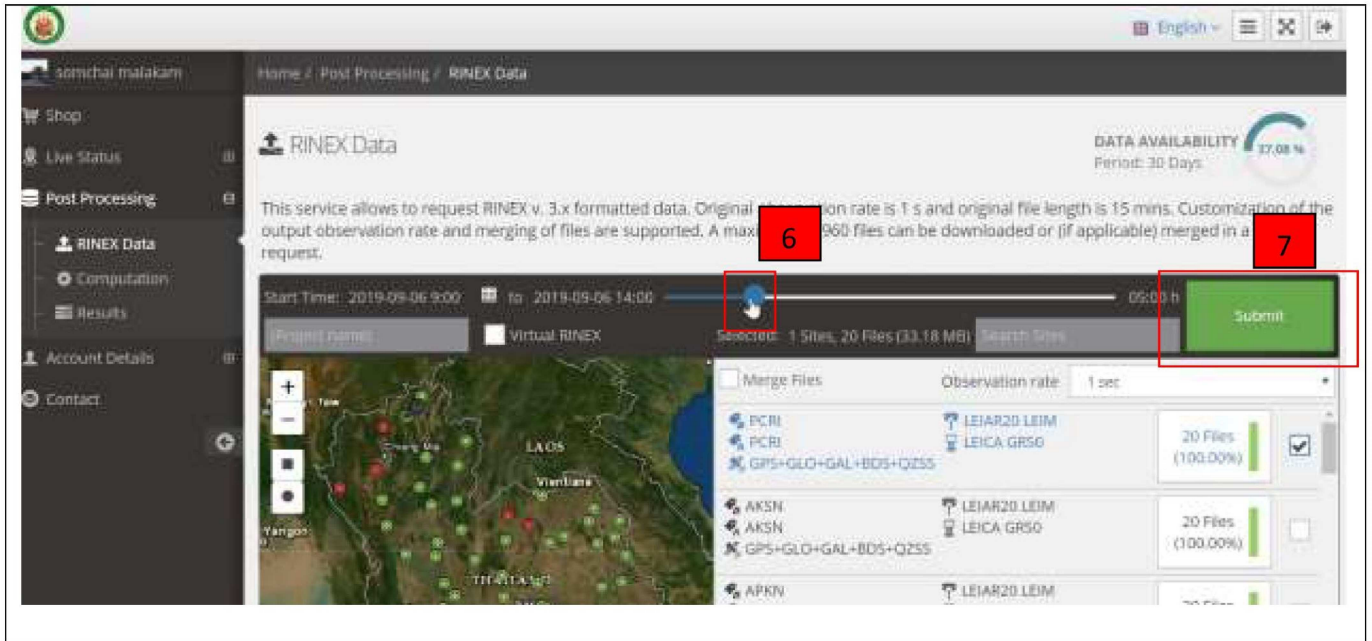 English
somchai malakam
Home / Post Processing / RINEX Data
Shop
Live Status
Post Processing
RINEX Data
Computation
Results
Account Details
Contact
RINEX Data
DATA AVAILABILITY
Period: 30 Days
37.08 %
This service allows to request RINEX v. 3.x formatted data. Original observation rate is 1 s and original file length is 15 mins. Customization of the
output observation rate and merging of files are supported. A maxi 960 files can be downloaded or (if applicable) merged in a
request.
6
7
Start Time: 2019-09-06 9:00 to 2019-09-06 14:00 05:00 h
Submit
(Project name) Virtual RINEX Selected: 1 Sites, 20 Files (33.18 MB) Search Sites
+
−
Chiang Mai
LAOS
Vientiane
Yangon
THAILAND
Merge Files Observation rate 1 sec
PCRI LEIAR20 LEIM
PCRI LEICA GR50
GPS+GLO+GAL+BDS+QZSS
20 Files
(100.00%)
AKSN LEIAR20 LEIM
AKSN LEICA GR50
GPS+GLO+GAL+BDS+QZSS
20 Files
(100.00%)
APKN LEIAR20 LEIM